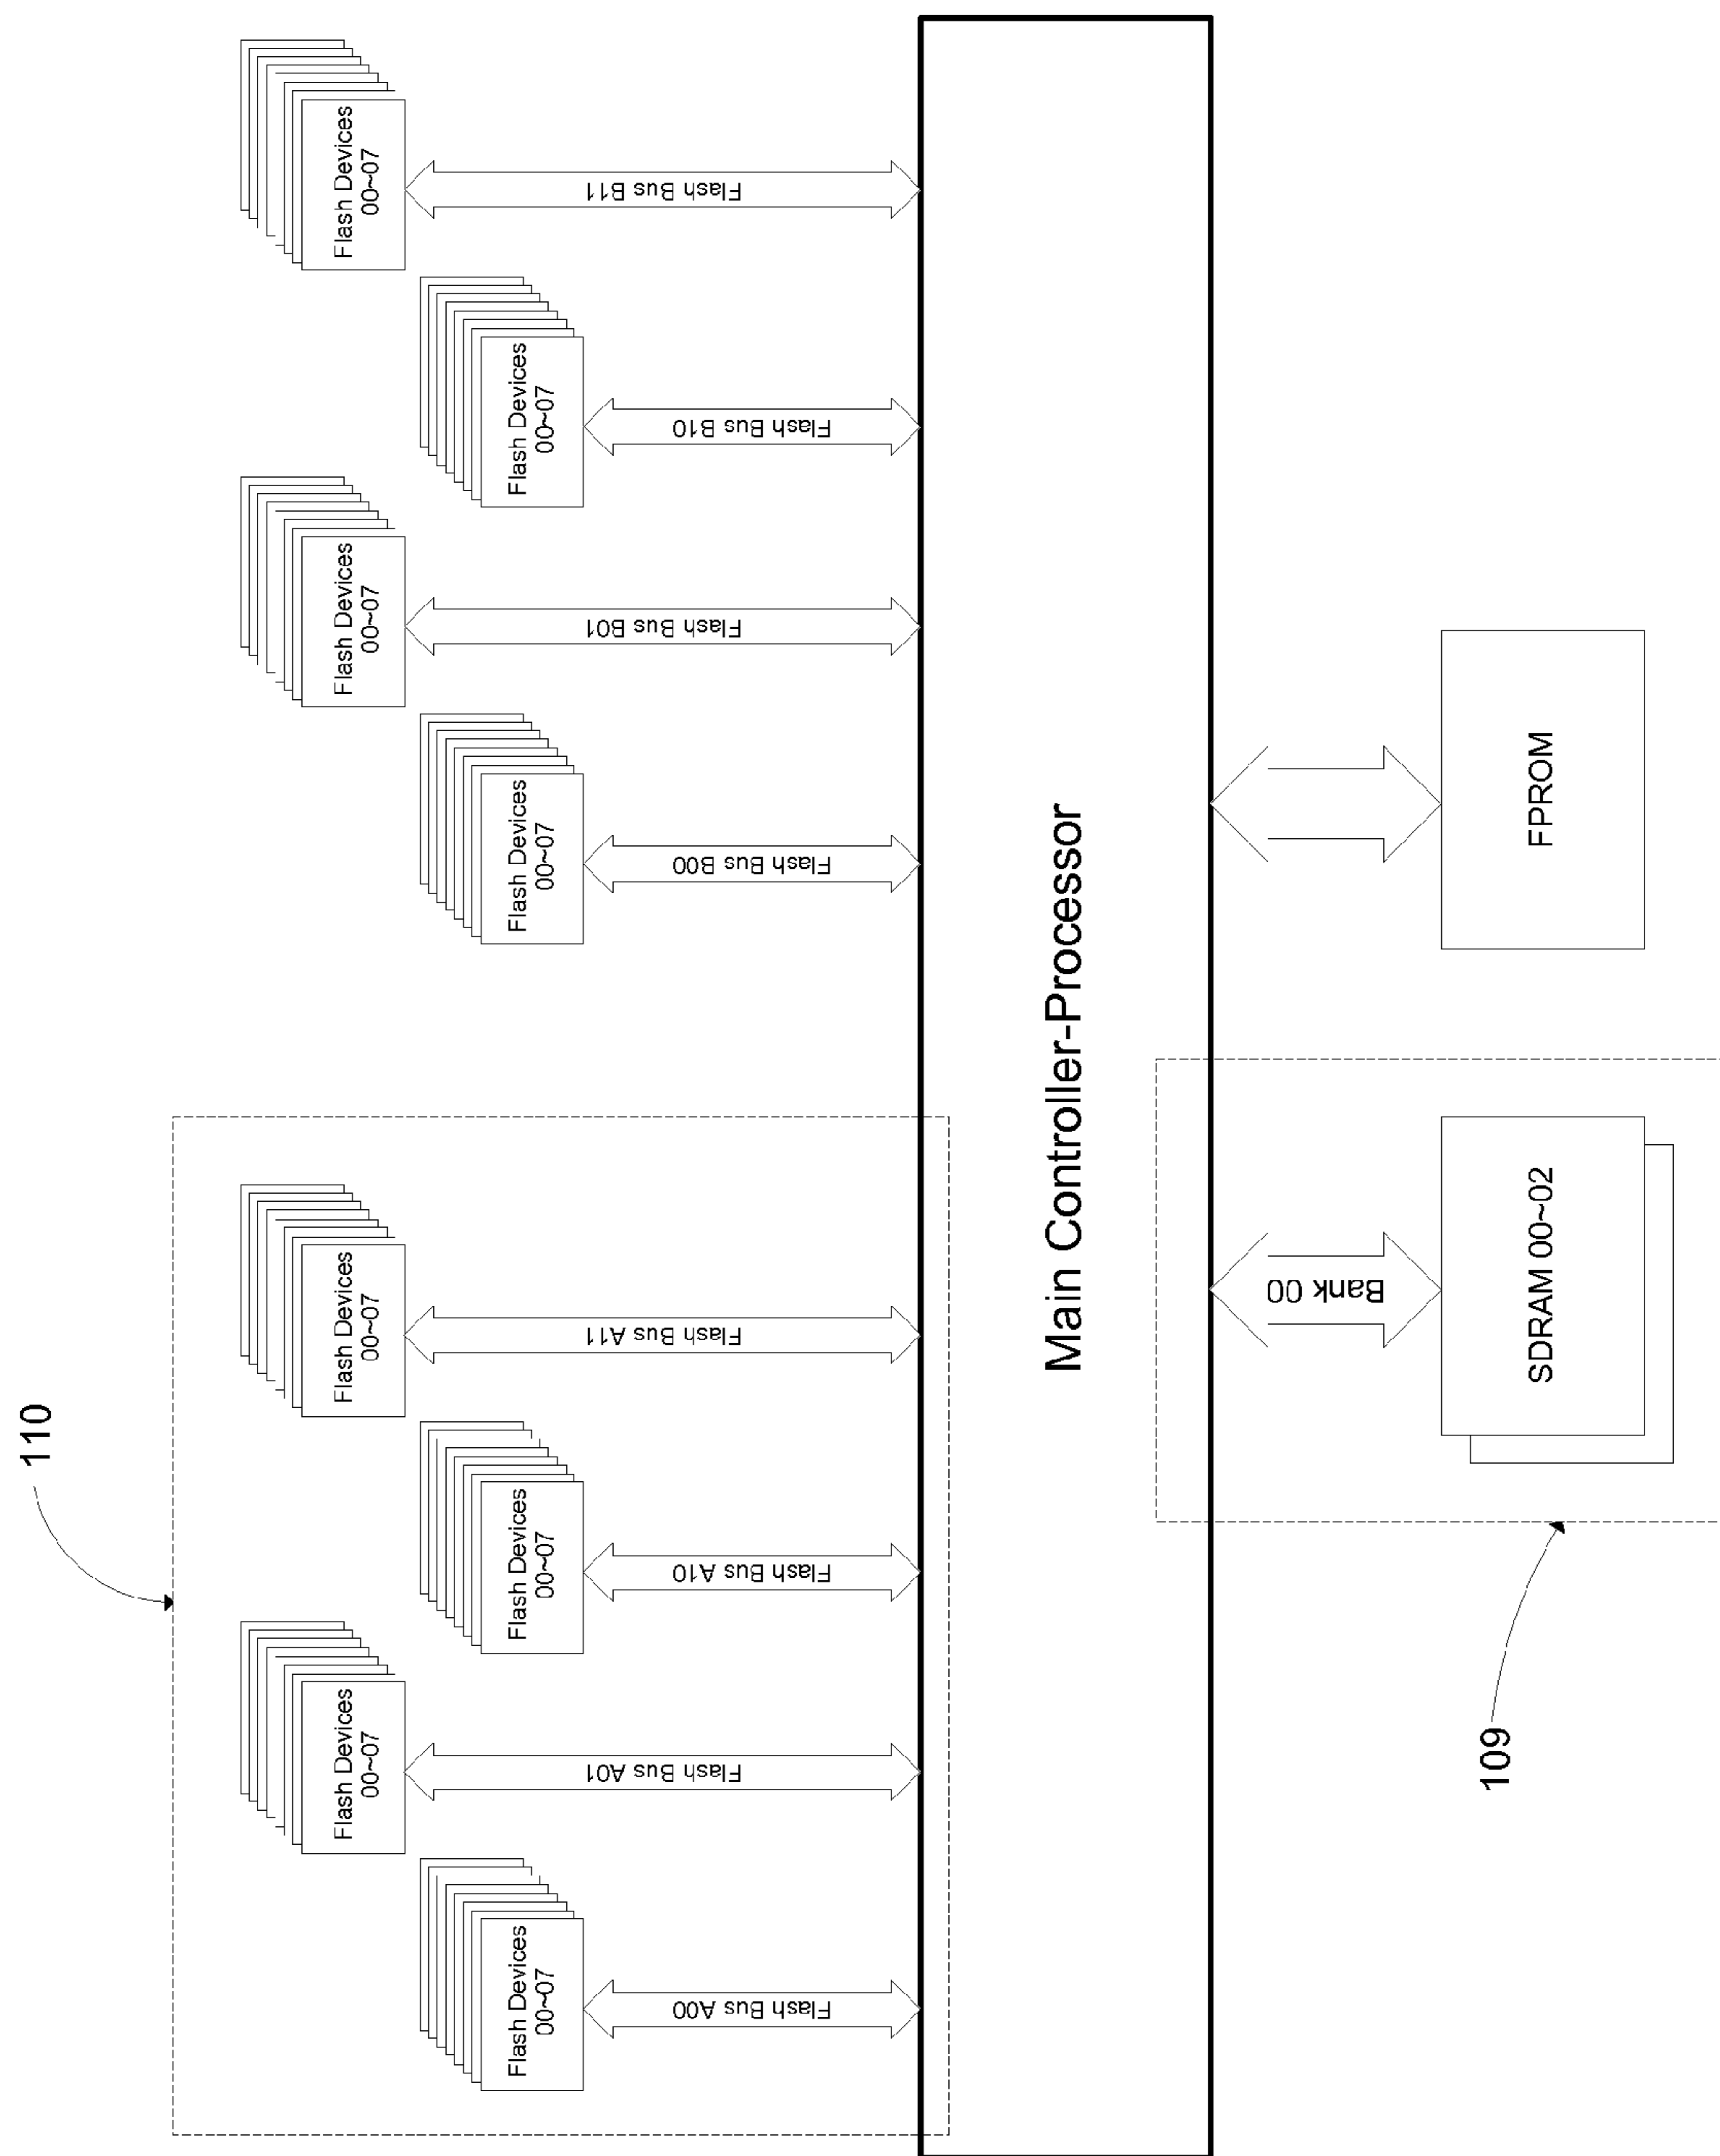 110
Flash Devices
00~07
Flash Devices
00~07
Flash Devices
00~07
Flash Devices
00~07
Flash Devices
00~07
Flash Devices
00~07
Flash Devices
00~07
Flash Devices
00~07
Flash Bus A00
Flash Bus A01
Flash Bus A10
Flash Bus A11
Flash Bus B00
Flash Bus B01
Flash Bus B10
Flash Bus B11
Main Controller-Processor
Bank 00
SDRAM 00~02
FPROM
109